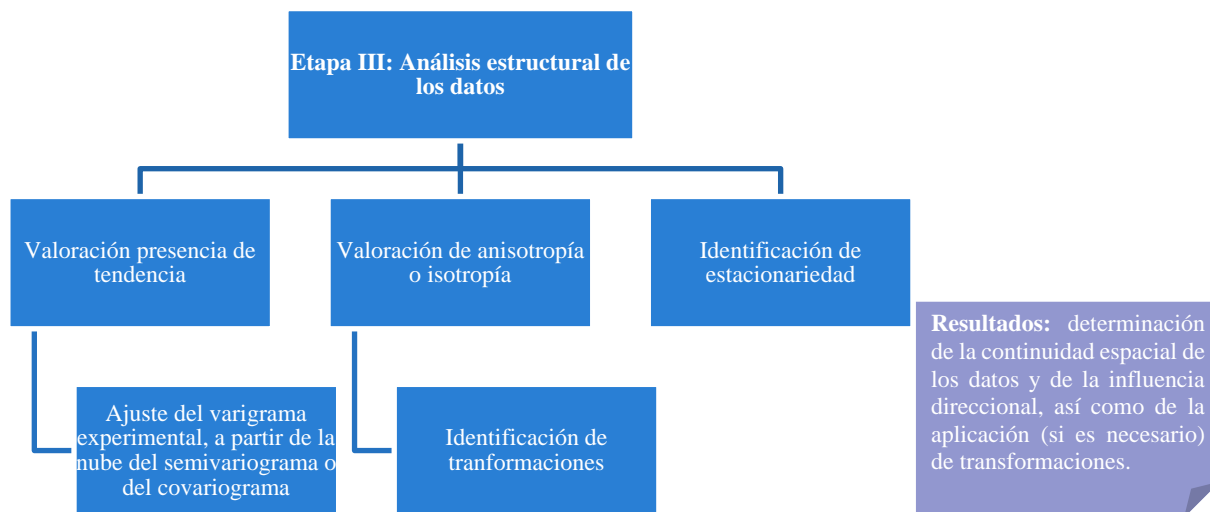 Etapa III: Análisis estructural de
los datos
Valoración presencia de
tendencia
Valoración de anisotropía
o isotropía
Identificación de
estacionariedad
Ajuste del varigrama
experimental, a partir de la
nube del semivariograma o
del covariograma
Identificación de
tranformaciones
Resultados: determinación
de la continuidad espacial de
los datos y de la influencia
direccional, así como de la
aplicación (si es necesario)
de transformaciones.